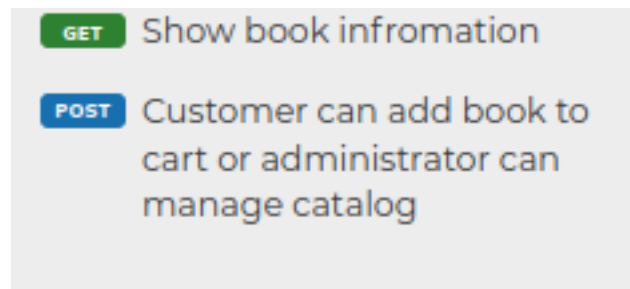 GET Show book infromation
POST Customer can add book to
cart or administrator can
manage catalog